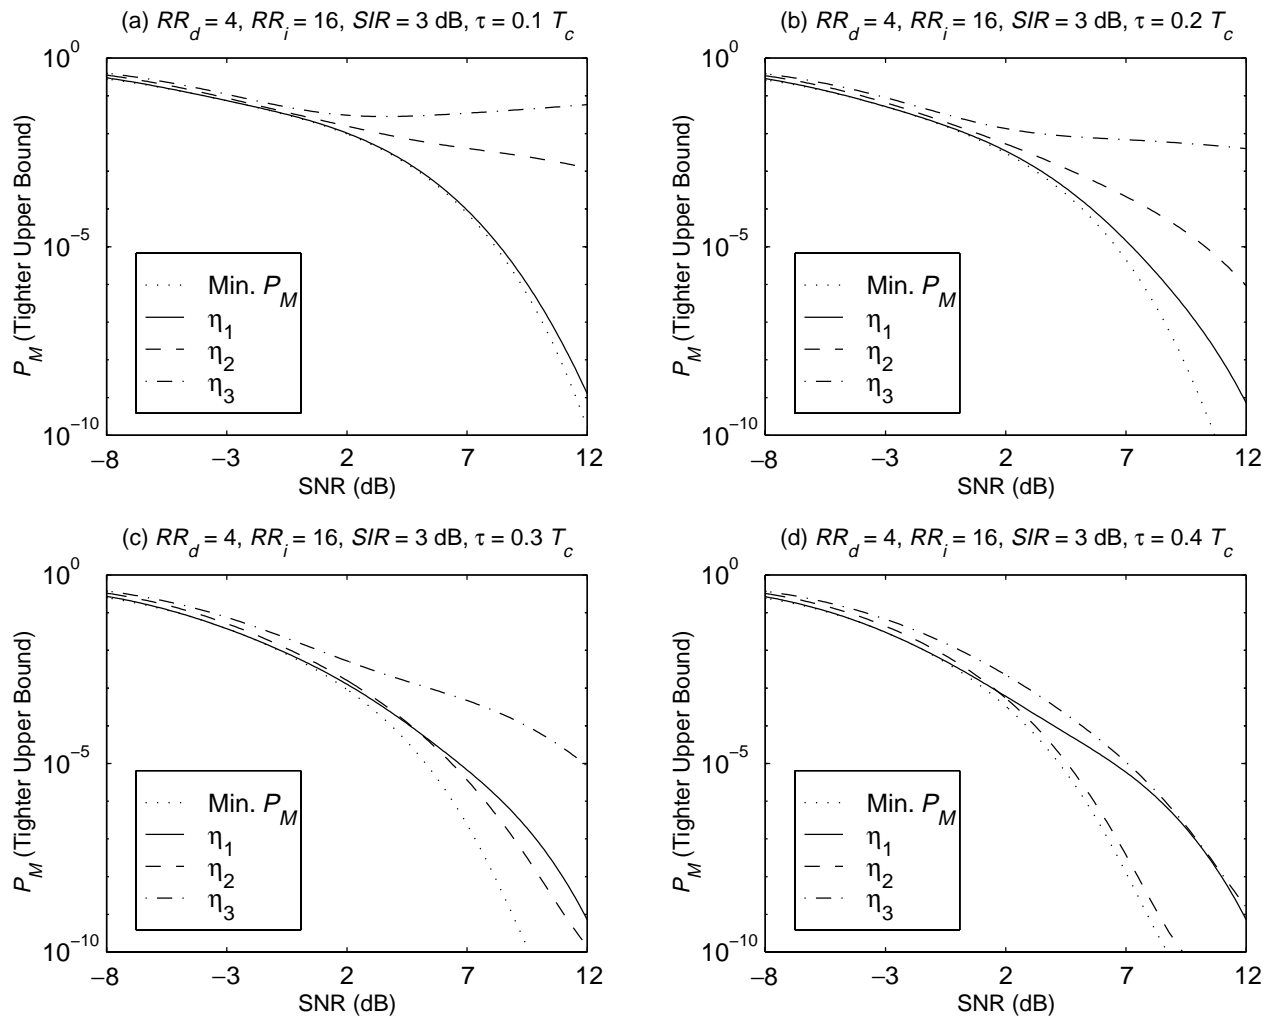 (a) RR_d = 4, RR_i = 16, SIR = 3 dB, τ = 0.1 T_c
10^0
10^−5
10^−10
P_M (Tighter Upper Bound)
Min. P_M
η_1
η_2
η_3
−8 −3 2 7 12
SNR (dB)
(b) RR_d = 4, RR_i = 16, SIR = 3 dB, τ = 0.2 T_c
10^0
10^−5
10^−10
P_M (Tighter Upper Bound)
Min. P_M
η_1
η_2
η_3
−8 −3 2 7 12
SNR (dB)
(c) RR_d = 4, RR_i = 16, SIR = 3 dB, τ = 0.3 T_c
10^0
10^−5
10^−10
P_M (Tighter Upper Bound)
Min. P_M
η_1
η_2
η_3
−8 −3 2 7 12
SNR (dB)
(d) RR_d = 4, RR_i = 16, SIR = 3 dB, τ = 0.4 T_c
10^0
10^−5
10^−10
P_M (Tighter Upper Bound)
Min. P_M
η_1
η_2
η_3
−8 −3 2 7 12
SNR (dB)